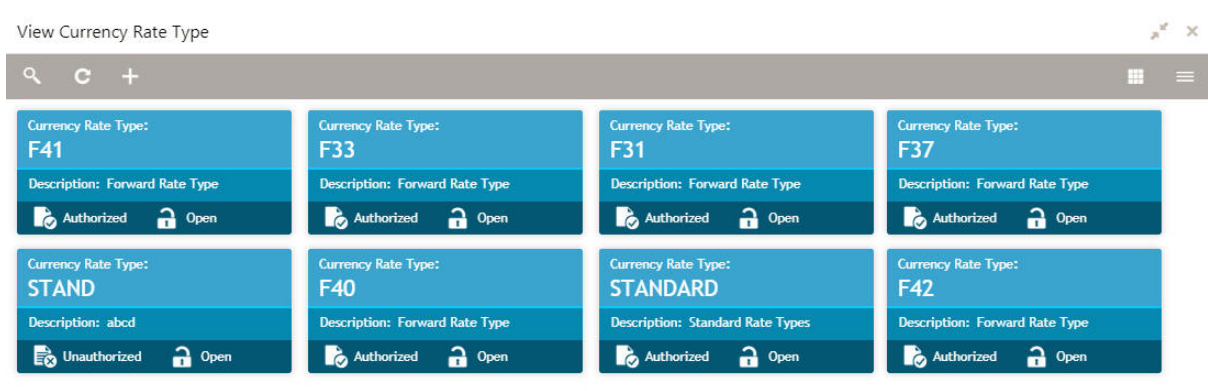 View Currency Rate Type
Currency Rate Type: Currency Rate Type: Currency Rate Type: Currency Rate Type:
F41 F33 F31 F37
Description: Forward Rate Type Description: Forward Rate Type Description: Forward Rate Type Description: Forward Rate Type
Authorized Open Authorized Open Authorized Open Authorized Open
Currency Rate Type: Currency Rate Type: Currency Rate Type: Currency Rate Type:
STAND F40 STANDARD F42
Description: abcd Description: Forward Rate Type Description: Standard Rate Types Description: Forward Rate Type
Unauthorized Open Authorized Open Authorized Open Authorized Open